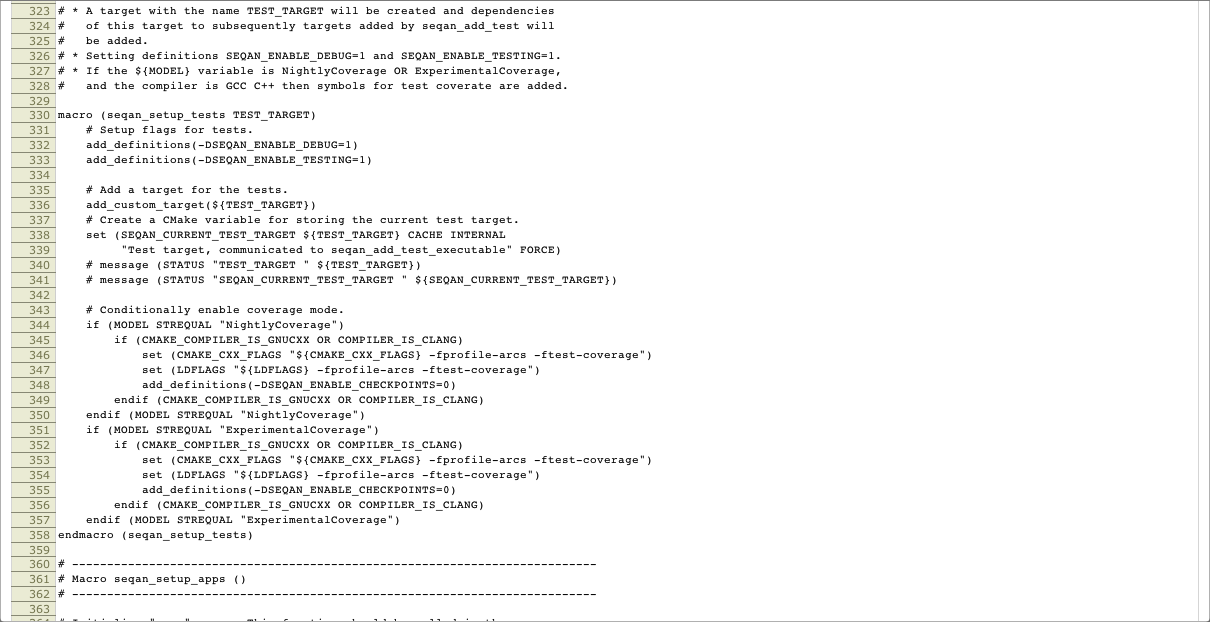 323 # * A target with the name TEST_TARGET will be created and dependencies
324 #   of this target to subsequently targets added by seqan_add_test will
325 #   be added.
326 # * Setting definitions SEQAN_ENABLE_DEBUG=1 and SEQAN_ENABLE_TESTING=1.
327 # * If the ${MODEL} variable is NightlyCoverage OR ExperimentalCoverage,
328 #   and the compiler is GCC C++ then symbols for test coverate are added.
329
330 macro (seqan_setup_tests TEST_TARGET)
331     # Setup flags for tests.
332     add_definitions(-DSEQAN_ENABLE_DEBUG=1)
333     add_definitions(-DSEQAN_ENABLE_TESTING=1)
334
335     # Add a target for the tests.
336     add_custom_target(${TEST_TARGET})
337     # Create a CMake variable for storing the current test target.
338     set (SEQAN_CURRENT_TEST_TARGET ${TEST_TARGET} CACHE INTERNAL
339          "Test target, communicated to seqan_add_test_executable" FORCE)
340     # message (STATUS "TEST_TARGET " ${TEST_TARGET})
341     # message (STATUS "SEQAN_CURRENT_TEST_TARGET " ${SEQAN_CURRENT_TEST_TARGET})
342
343     # Conditionally enable coverage mode.
344     if (MODEL STREQUAL "NightlyCoverage")
345         if (CMAKE_COMPILER_IS_GNUCXX OR COMPILER_IS_CLANG)
346             set (CMAKE_CXX_FLAGS "${CMAKE_CXX_FLAGS} -fprofile-arcs -ftest-coverage")
347             set (LDFLAGS "${LDFLAGS} -fprofile-arcs -ftest-coverage")
348             add_definitions(-DSEQAN_ENABLE_CHECKPOINTS=0)
349         endif (CMAKE_COMPILER_IS_GNUCXX OR COMPILER_IS_CLANG)
350     endif (MODEL STREQUAL "NightlyCoverage")
351     if (MODEL STREQUAL "ExperimentalCoverage")
352         if (CMAKE_COMPILER_IS_GNUCXX OR COMPILER_IS_CLANG)
353             set (CMAKE_CXX_FLAGS "${CMAKE_CXX_FLAGS} -fprofile-arcs -ftest-coverage")
354             set (LDFLAGS "${LDFLAGS} -fprofile-arcs -ftest-coverage")
355             add_definitions(-DSEQAN_ENABLE_CHECKPOINTS=0)
356         endif (CMAKE_COMPILER_IS_GNUCXX OR COMPILER_IS_CLANG)
357     endif (MODEL STREQUAL "ExperimentalCoverage")
358 endmacro (seqan_setup_tests)
359
360 # ---------------------------------------------------------------------------
361 # Macro seqan_setup_apps ()
362 # ---------------------------------------------------------------------------
363